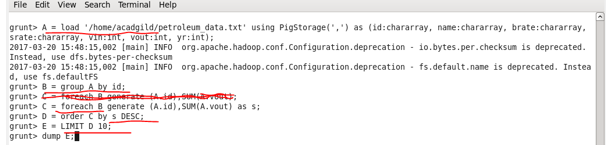 File Edit View Search Terminal Help
grunt> A = load '/home/acadgild/petroleum_data.txt' using PigStorage(',') as (id:chararray, name:chararray, brate:chararray,
srate:chararray, vin:int, vout:int, yr:int);
2017-03-20 15:48:15,002 [main] INFO  org.apache.hadoop.conf.Configuration.deprecation - io.bytes.per.checksum is deprecated.
Instead, use dfs.bytes-per-checksum
2017-03-20 15:48:15,002 [main] INFO  org.apache.hadoop.conf.Configuration.deprecation - fs.default.name is deprecated. Instea
d, use fs.defaultFS
grunt> B = group A by id;
grunt> C = foreach B generate (A.id),SUM(A.vout);
grunt> C = foreach B generate (A.id),SUM(A.vout) as s;
grunt> D = order C by s DESC;
grunt> E = LIMIT D 10;
grunt> dump E;